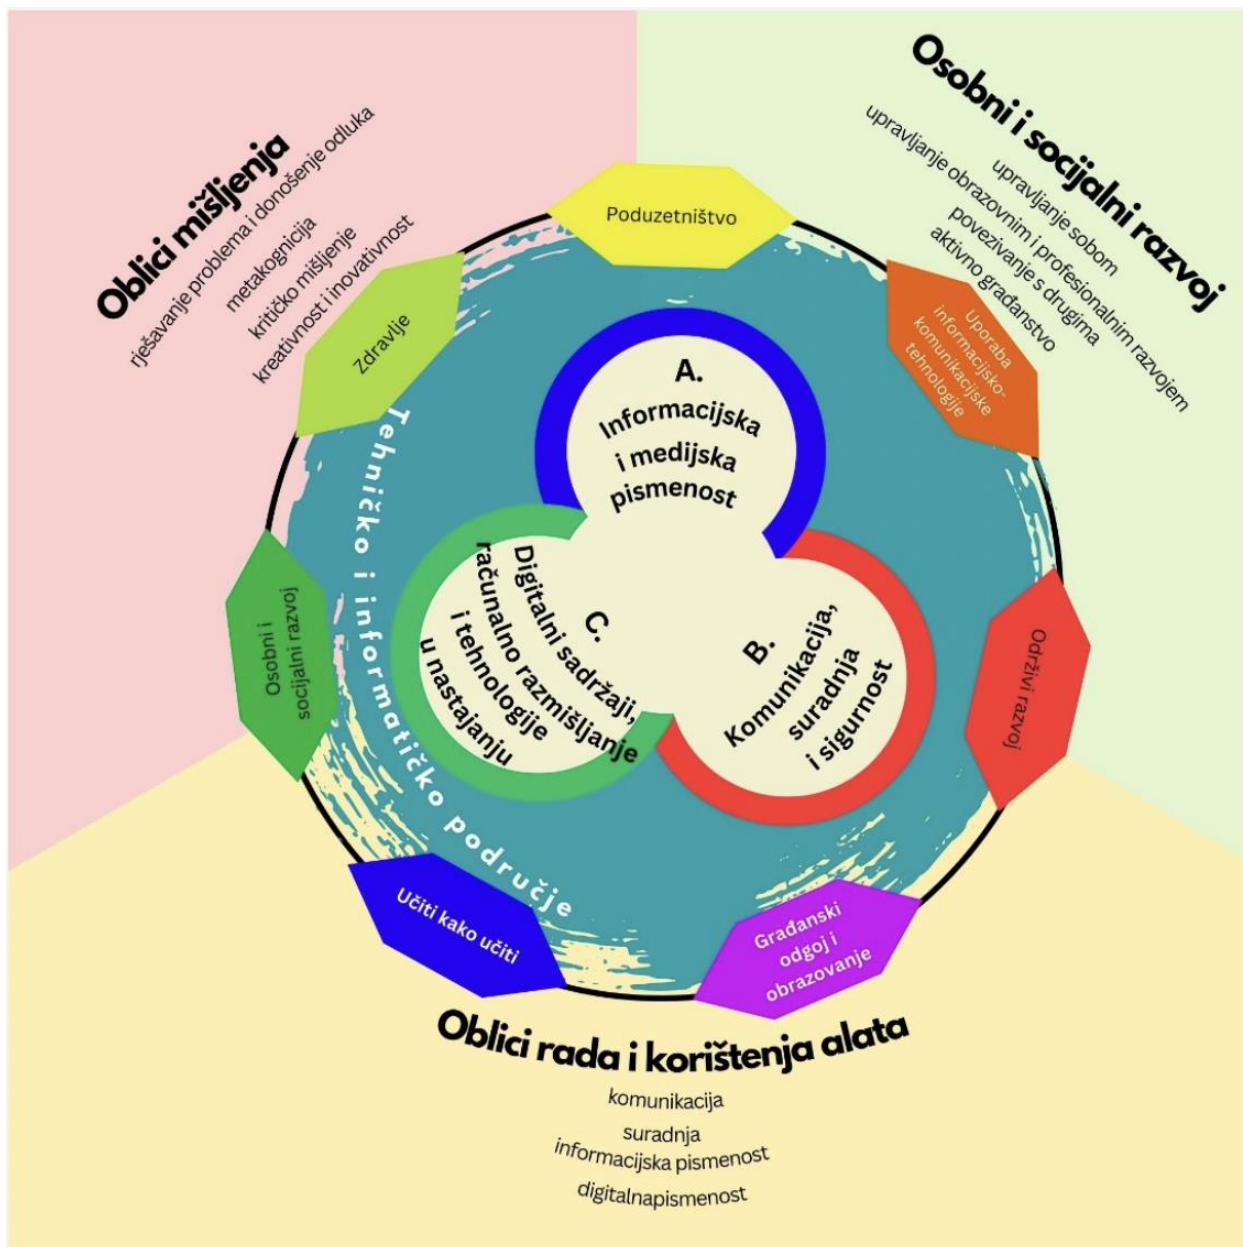 Oblici mišljenja
rješavanje problema i donošenje odluka
metakognicija
kritičko mišljenje
kreativnost i inovativnost
Osobni i socijalni razvoj
upravljanje sobom
upravljanje obrazovnim i profesionalnim razvojem
povezivanje s drugima
aktivno građanstvo
Poduzetništvo
Zdravlje
Uporaba
informacijsko-
komunikacijske
tehnologije
Osobni i
socijalni razvoj
Održivi razvoj
Učiti kako učiti
Građanski
odgoj i
obrazovanje
Tehničko i informatičko područje
A.
Informacijska
i medijska
pismenost
B.
Komunikacija,
suradnja
i sigurnost
C.
Digitalni sadržaji,
računalno razmišljanje
i tehnologije
u nastajanju
Oblici rada i korištenja alata
komunikacija
suradnja
informacijska pismenost
digitalnapismenost